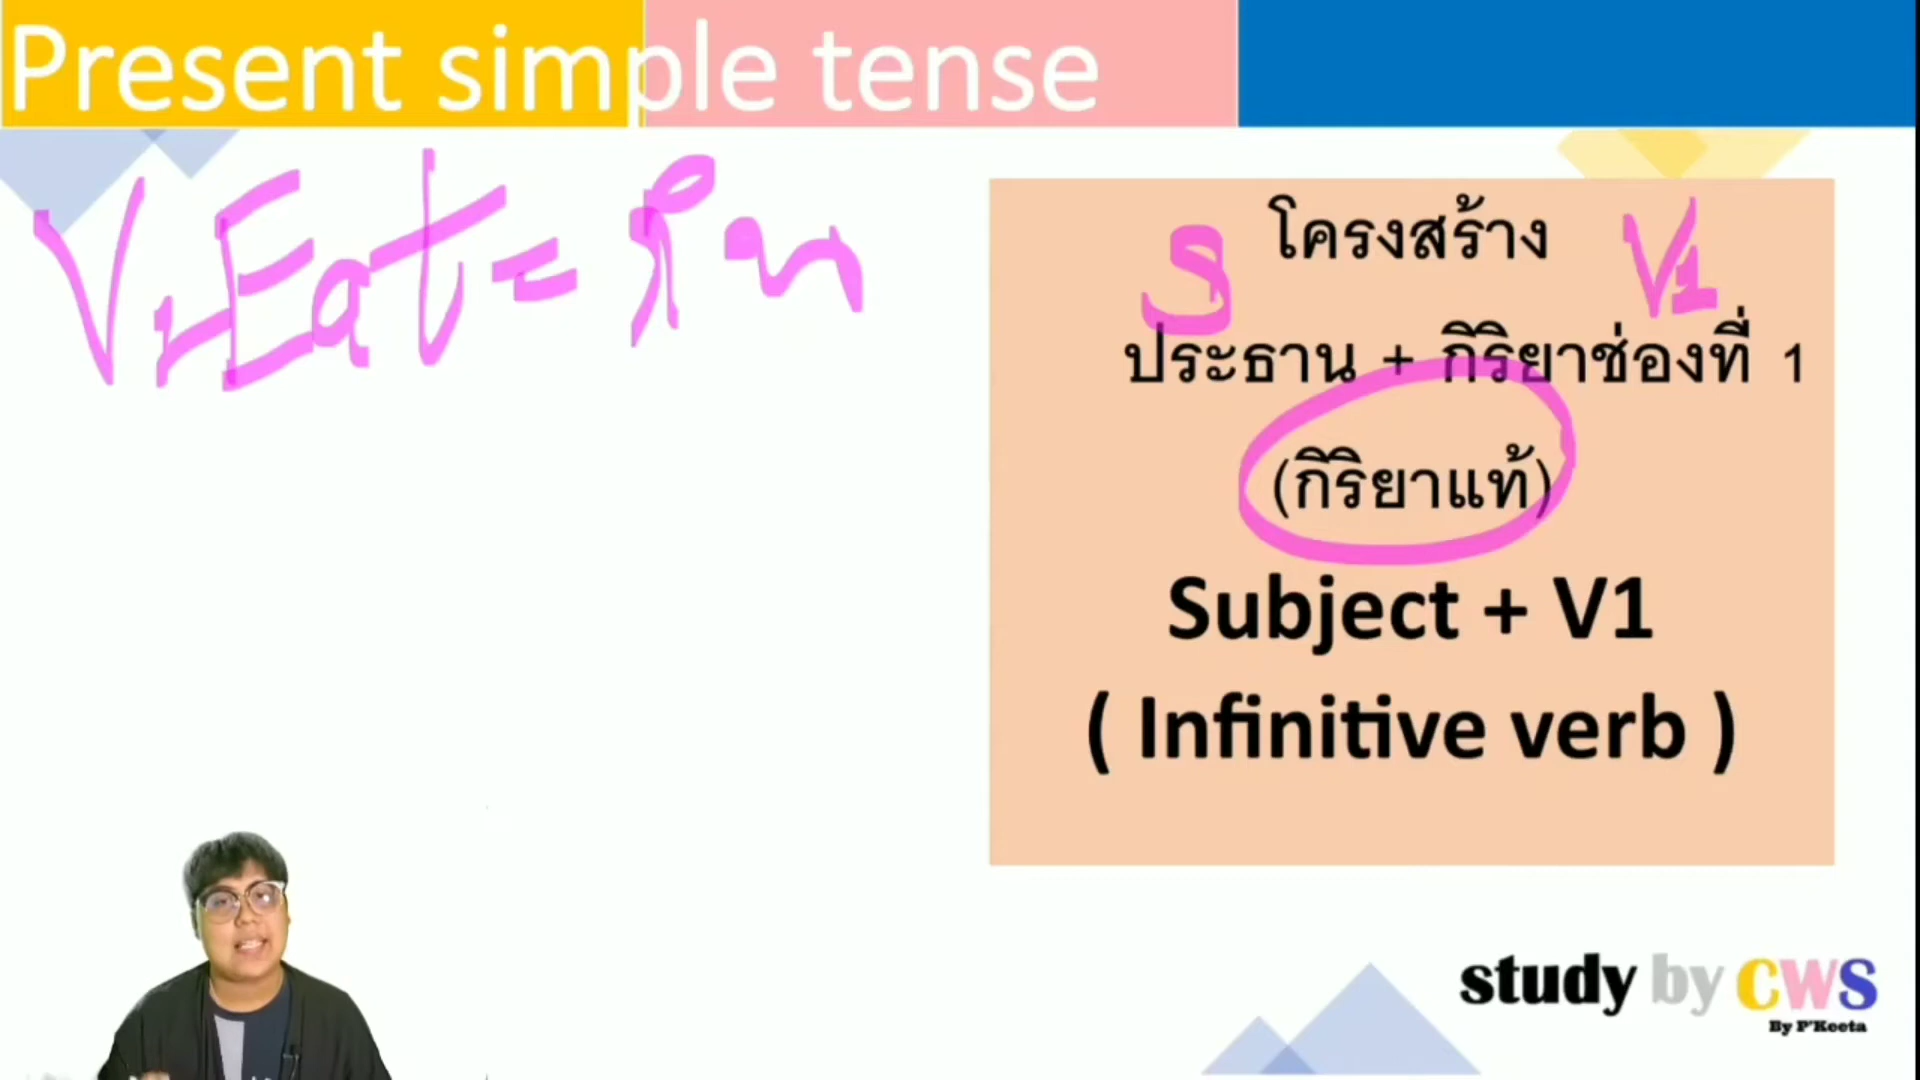 Present simple tense
V1 Eat = กิน
โครงสร้าง
S V1
ประธาน + กิริยาช่องที่ 1
(กิริยาแท้)
Subject + V1
( Infinitive verb )
study by CWS
By P'Keeta